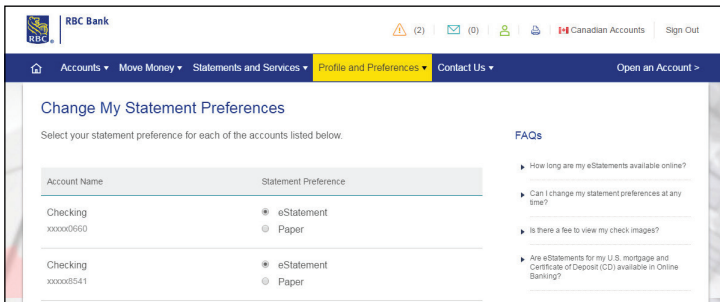 RBC
RBC Bank
(2) (0) Canadian Accounts Sign Out
Accounts Move Money Statements and Services Profile and Preferences Contact Us Open an Account >
Change My Statement Preferences
Select your statement preference for each of the accounts listed below.
Account Name Statement Preference
Checking eStatement
xxxxx0660 Paper
Checking eStatement
xxxxx8541 Paper
FAQs
How long are my eStatements available online?
Can I change my statement preferences at any
time?
Is there a fee to view my check images?
Are eStatements for my U.S. mortgage and
Certificate of Deposit (CD) available in Online
Banking?